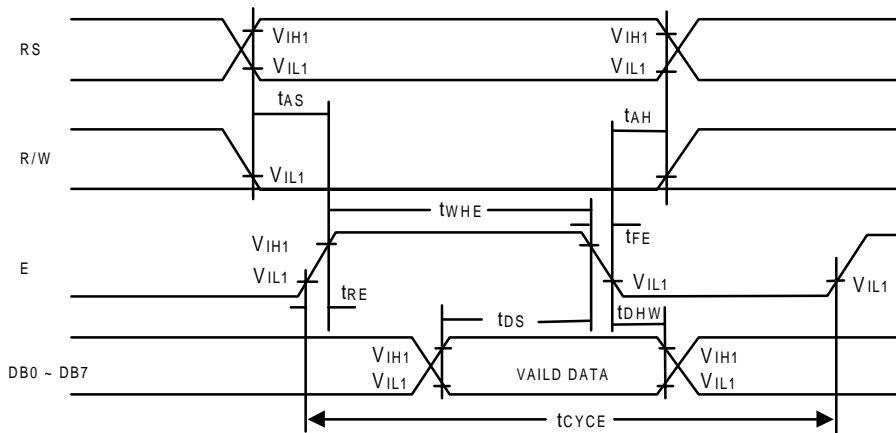 RS
VIH1
VIH1
VIL1
VIL1
tAS
tAH
R/W
VIL1
tWHE
VIH1
tFE
E
VIL1
VIL1
VIL1
tRE
tDS
tDHW
VIH1
VIH1
DB0 ~ DB7
VIL1
VAILD DATA
VIL1
tCYCE